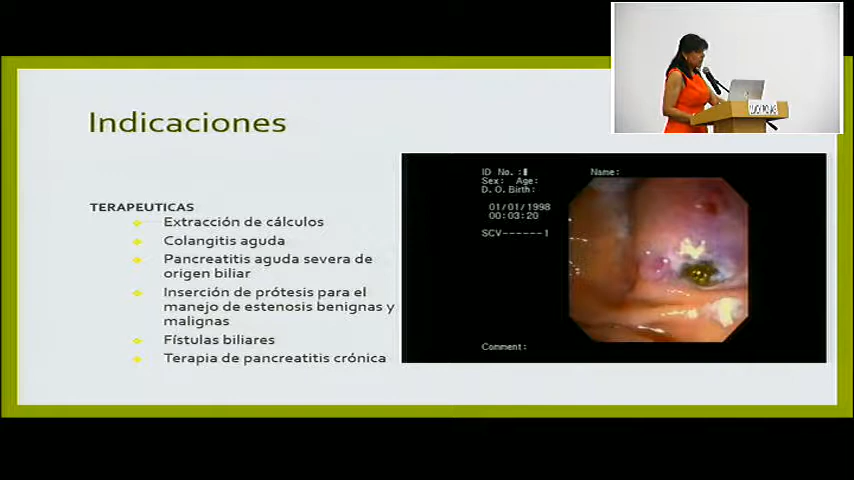 Indicaciones
TERAPEUTICAS
Extracción de cálculos
Colangitis aguda
Pancreatitis aguda severa de
origen biliar
Inserción de prótesis para el
manejo de estenosis benignas y
malignas
Fístulas biliares
Terapia de pancreatitis crónica
ID No. :
Name:
Sex: Age:
D.O.Birth:
01/01/1998
00:03:20
SCV------1
Comment: